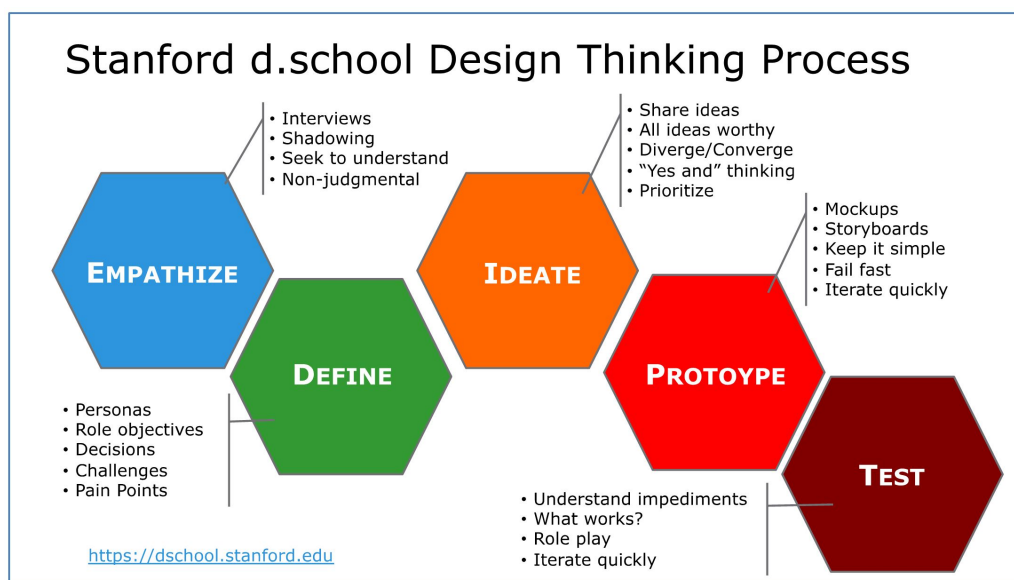 Stanford d.school Design Thinking Process
• Interviews
• Shadowing
• Seek to understand
• Non-judgmental
EMPATHIZE
• Personas
• Role objectives
• Decisions
• Challenges
• Pain Points
DEFINE
• Share ideas
• All ideas worthy
• Diverge/Converge
• “Yes and” thinking
• Prioritize
IDEATE
• Mockups
• Storyboards
• Keep it simple
• Fail fast
• Iterate quickly
PROTOYPE
• Understand impediments
• What works?
• Role play
• Iterate quickly
TEST
https://dschool.stanford.edu